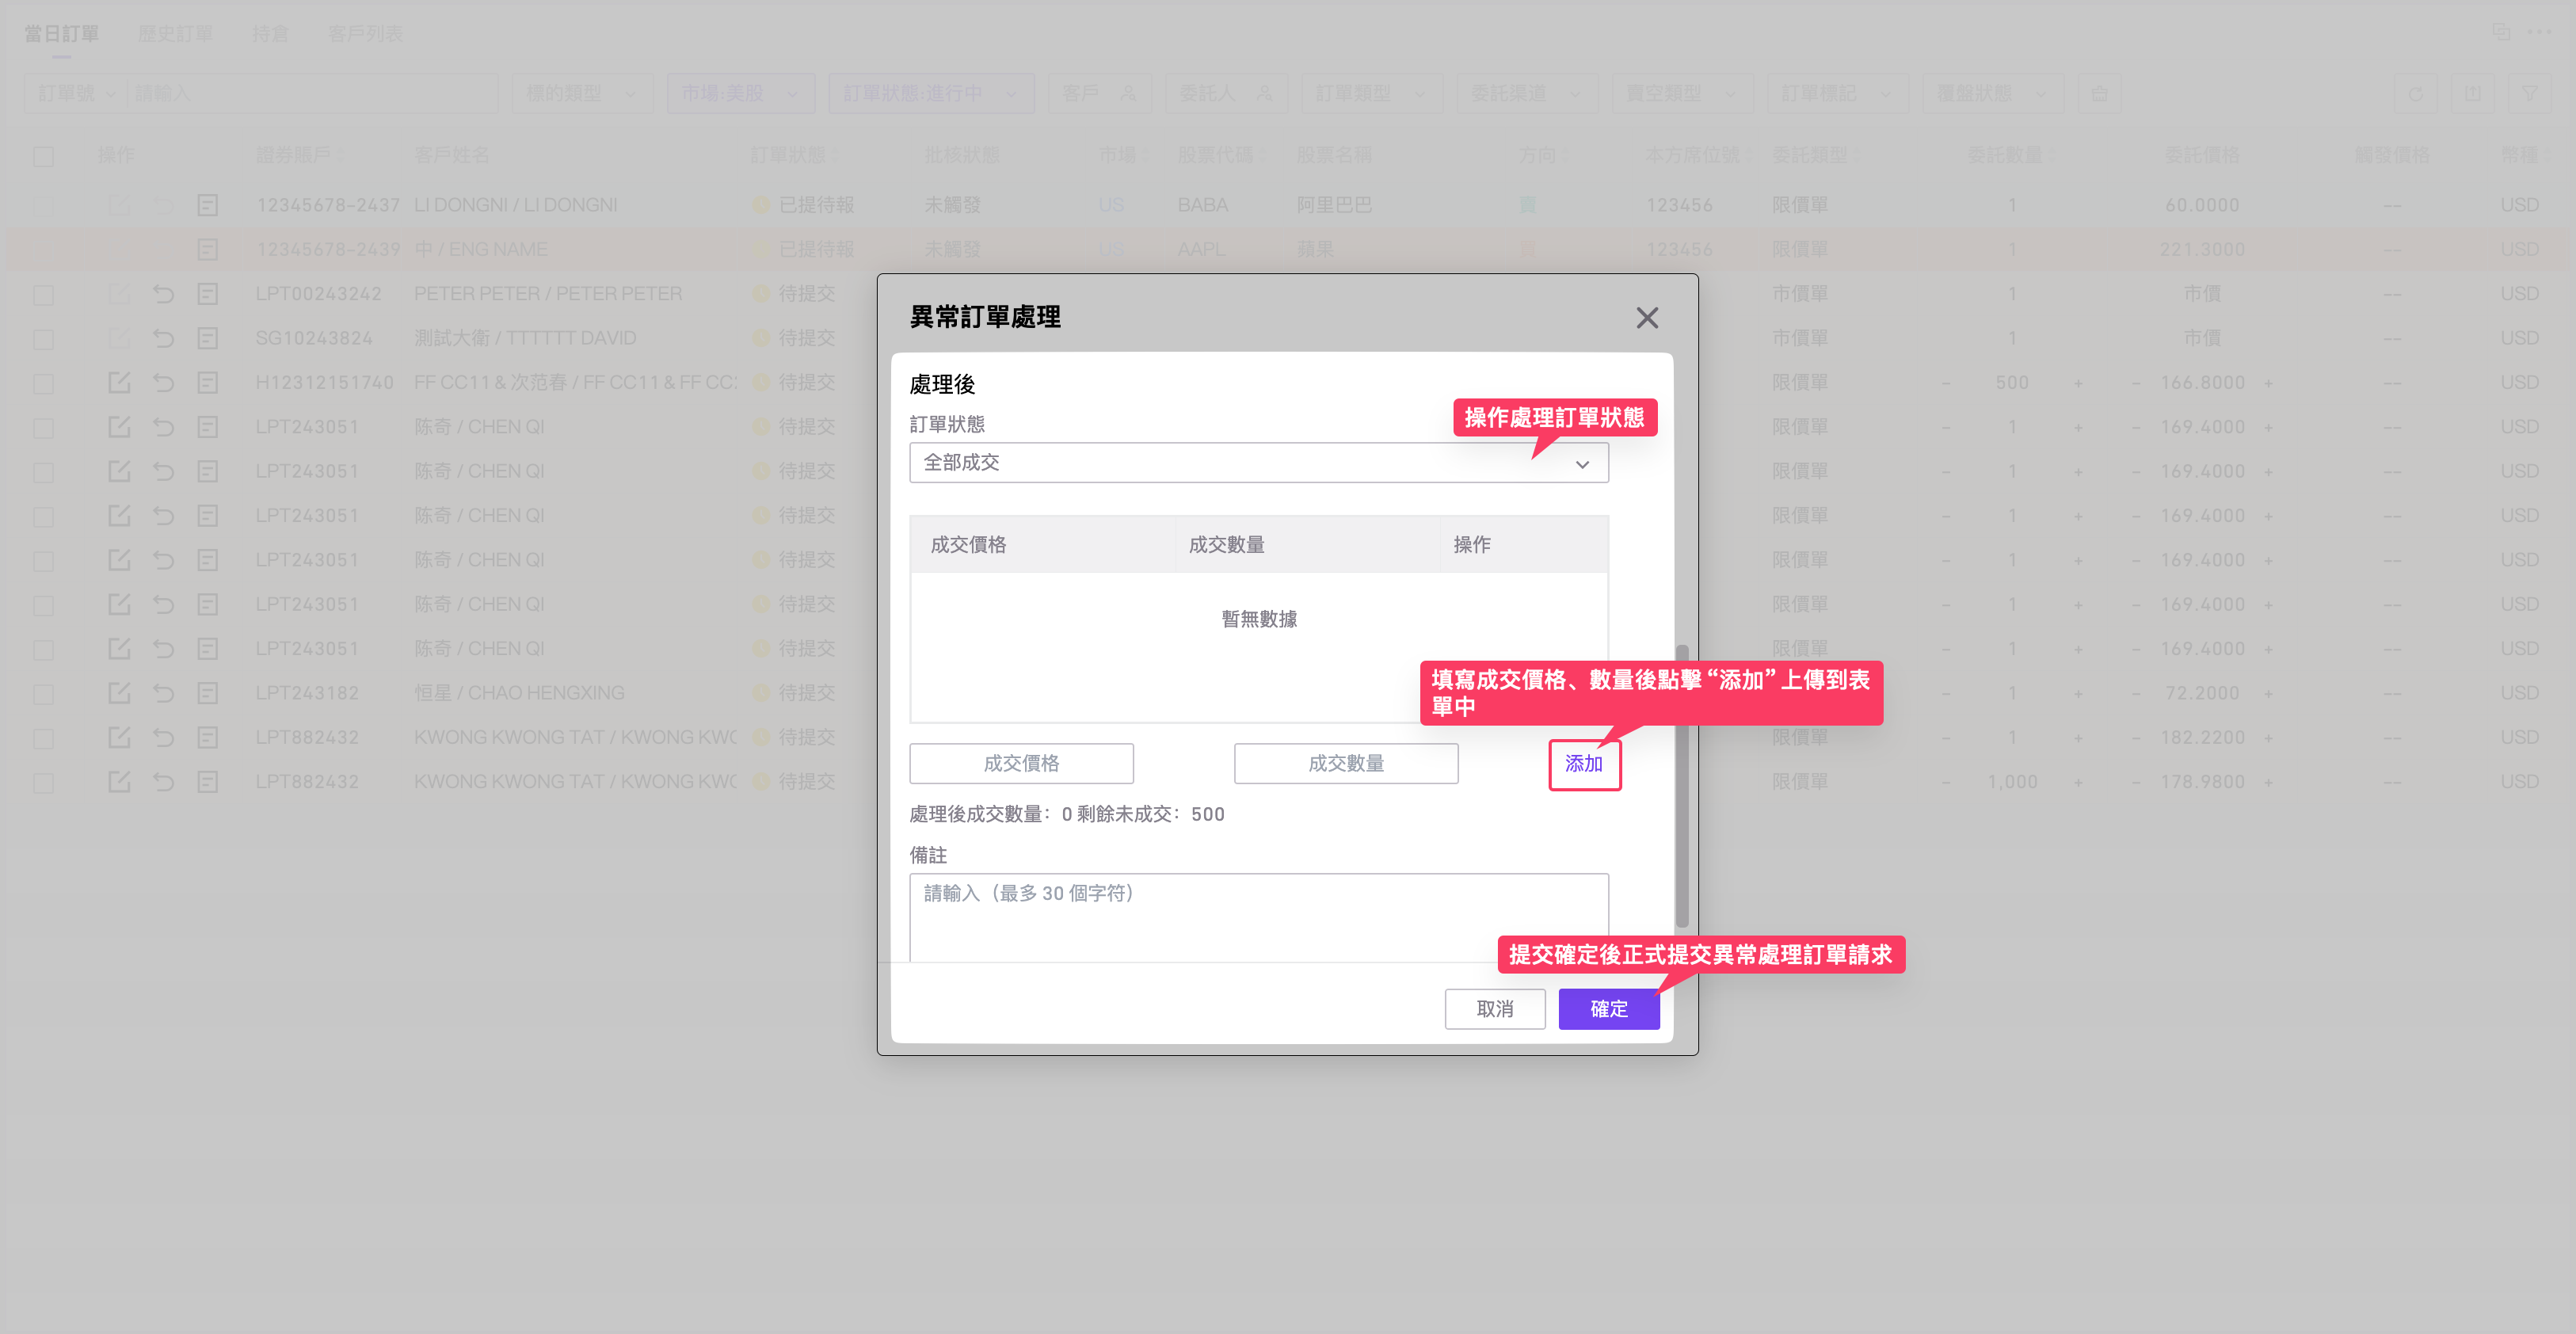 當日訂單 歷史訂單 持倉 客戶列表
訂單號 請輸入 標的類型 市場:美股 訂單狀態:進行中 客戶 委託人 訂單類型 委託渠道 賣空類型 訂單標記 覆盤狀態
操作 證券賬戶 客戶姓名 訂單狀態 批核狀態 市場 股票代碼 股票名稱 方向 本方席位號 委託類型 委託數量 委託價格 觸發價格 幣種
12345678-2437 LI DONGNI / LI DONGNI 已提待報 未觸發 US BABA 阿里巴巴 123456 限價單 1 60.0000 -- USD
12345678-2439 中 / ENG NAME 已提待報 未觸發 US AAPL 蘋果 123456 限價單 1 221.3000 -- USD
LPT00243242 PETER PETER / PETER PETER 待提交 市價單 1 市價 -- USD
SG10243824 測試大衛 / TTTTTT DAVID 待提交 市價單 1 市價 -- USD
H12312151740 FF CC11 & 次范春 / FF CC11 & FF CC: 待提交 限價單 - 500 + - 166.8000 + -- USD
LPT243051 陈奇 / CHEN QI 待提交 限價單 - 1 + - 169.4000 + -- USD
LPT243051 陈奇 / CHEN QI 待提交 限價單 - 1 + - 169.4000 + -- USD
LPT243051 陈奇 / CHEN QI 待提交 限價單 - 1 + - 169.4000 + -- USD
LPT243051 陈奇 / CHEN QI 待提交 限價單 - 1 + - 169.4000 + -- USD
LPT243051 陈奇 / CHEN QI 待提交 限價單 - 1 + - 169.4000 + -- USD
LPT243051 陈奇 / CHEN QI 待提交 限價單 - 1 + - 169.4000 + -- USD
LPT243182 恒星 / CHAO HENGXING 待提交 - 1 + - 72.2000 + -- USD
LPT882432 KWONG KWONG TAT / KWONG KWO 待提交 限價單 - 1 + - 182.2200 + -- USD
LPT882432 KWONG KWONG TAT / KWONG KWO 待提交 限價單 - 1,000 + - 178.9800 + -- USD
異常訂單處理
處理後
操作處理訂單狀態
訂單狀態
全部成交
成交價格 成交數量 操作
暫無數據
填寫成交價格、數量後點擊“添加”上傳到表
單中
成交價格 成交數量 添加
處理後成交數量：0 剩餘未成交：500
備註
請輸入（最多 30 個字符）
提交確定後正式提交異常處理訂單請求
取消 確定